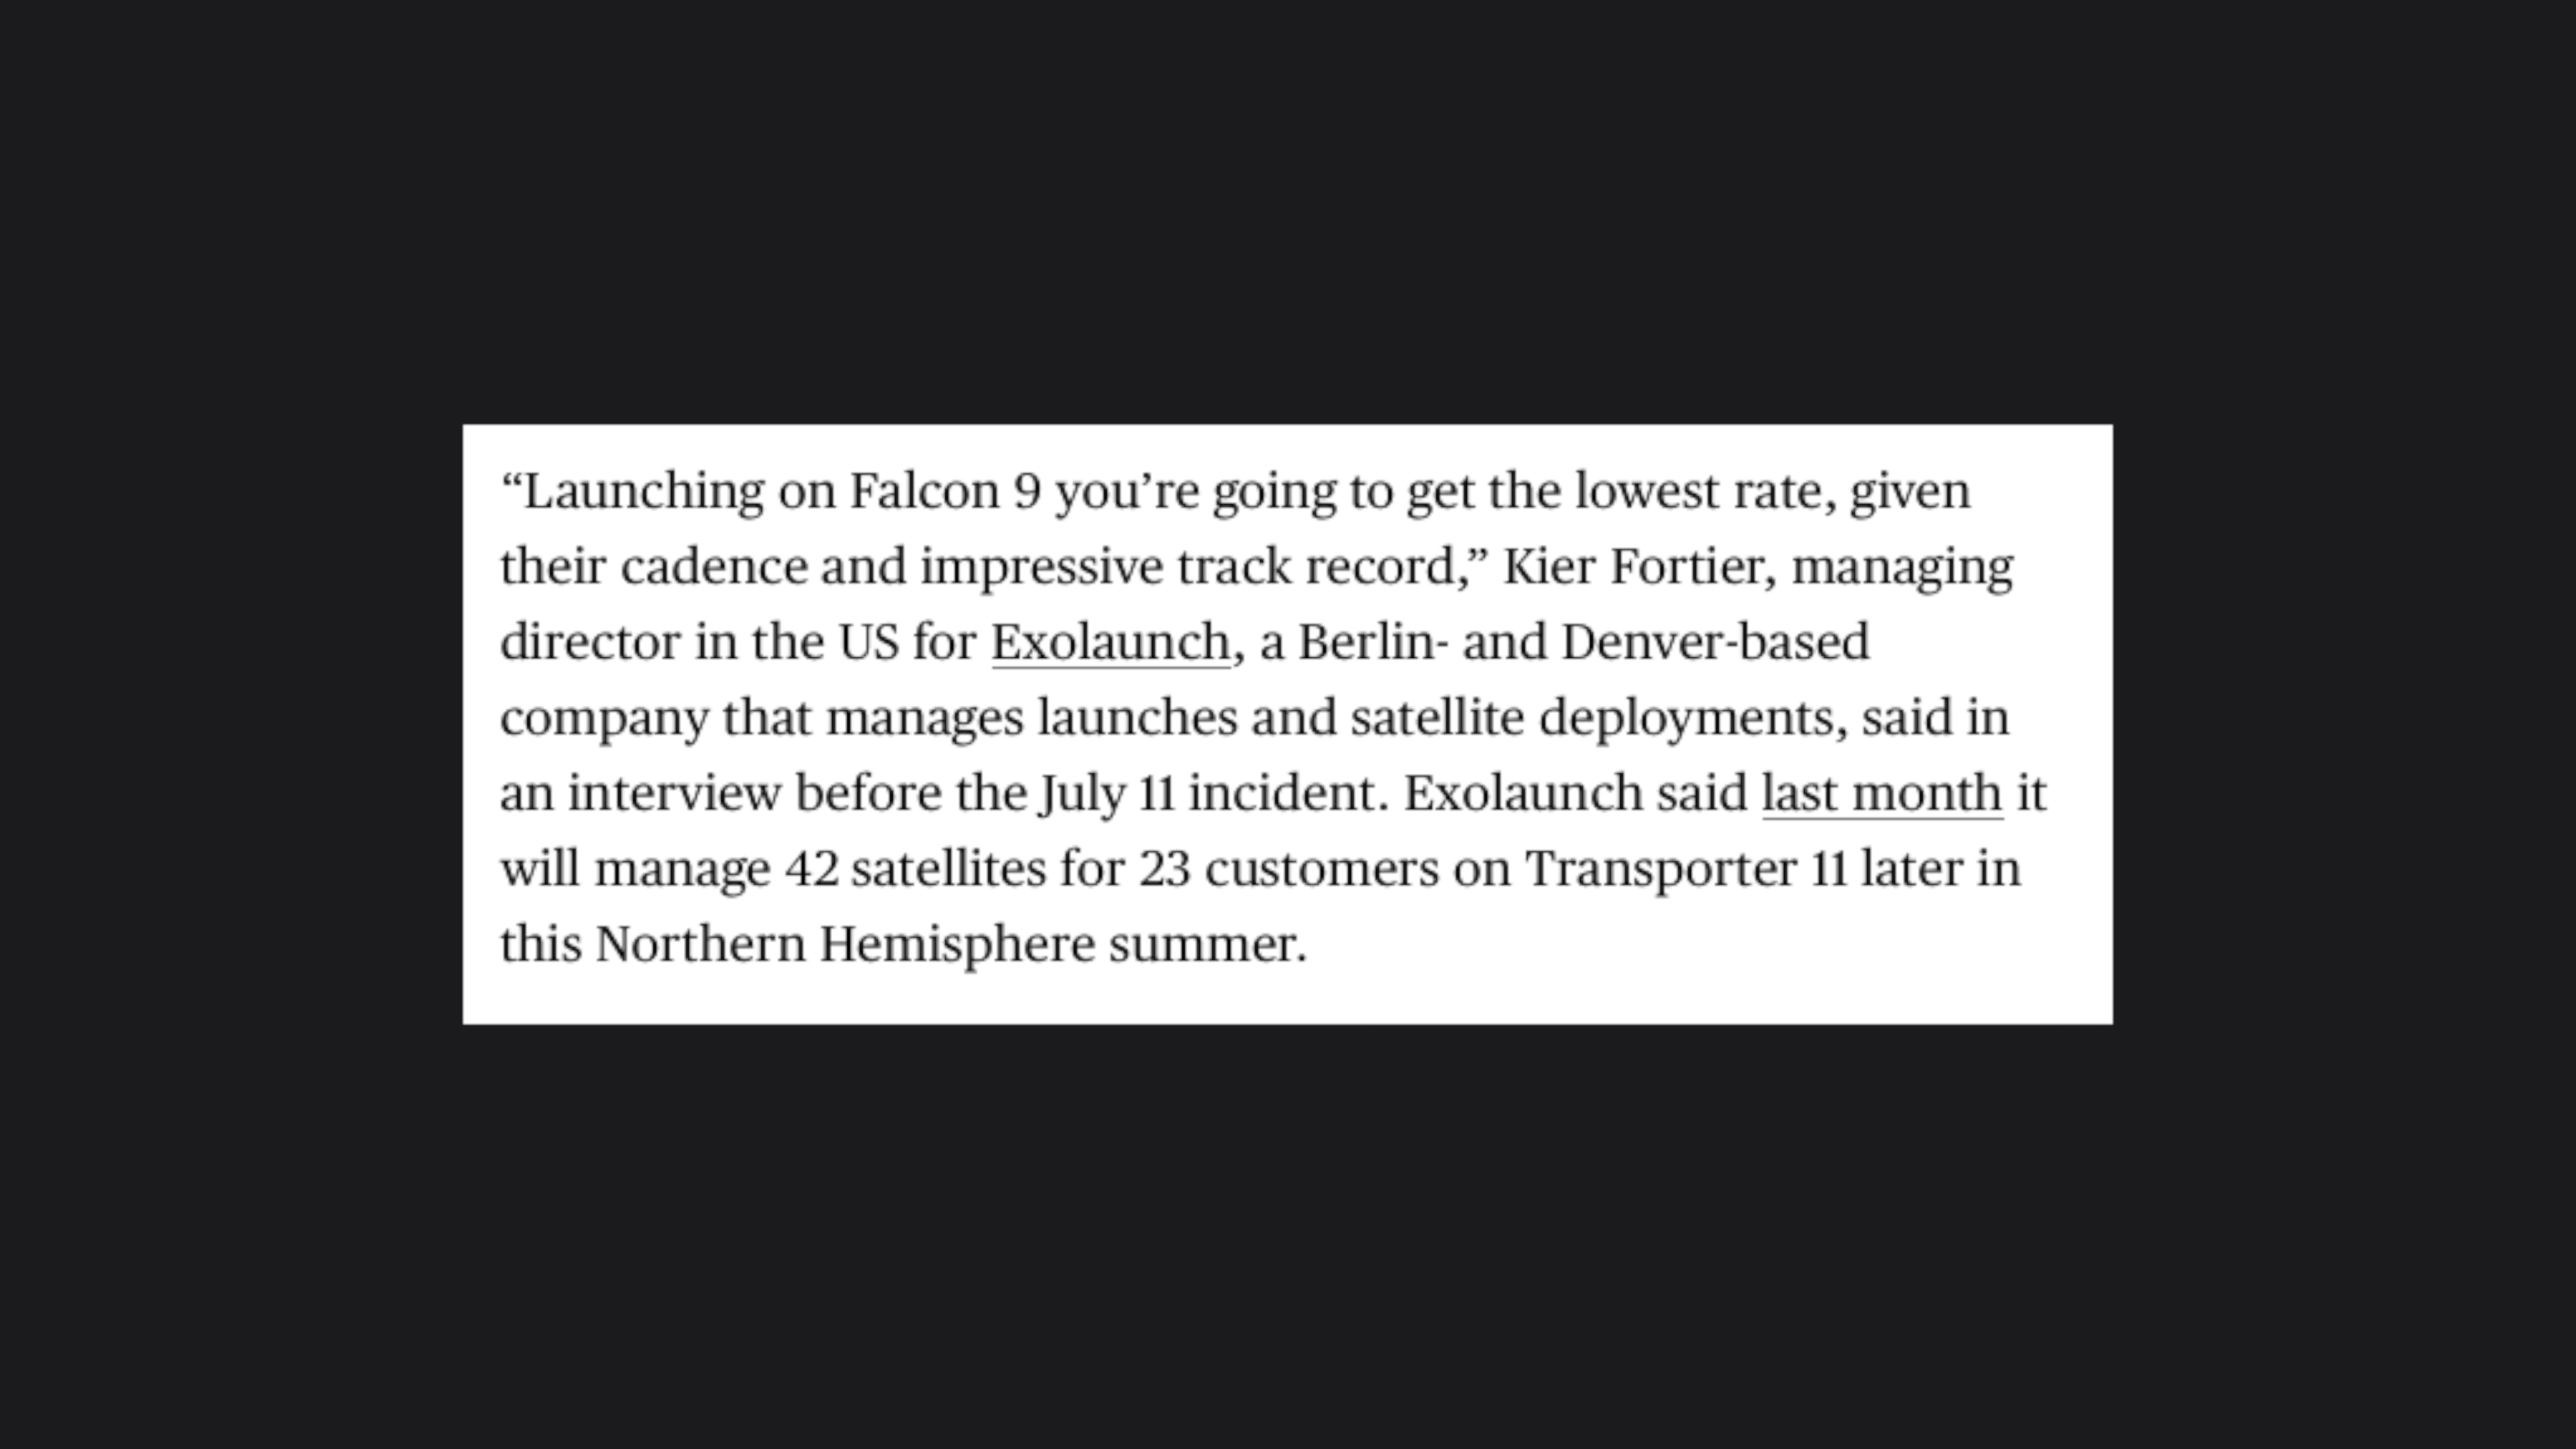 “Launching on Falcon 9 you’re going to get the lowest rate, given
their cadence and impressive track record,” Kier Fortier, managing
director in the US for Exolaunch, a Berlin- and Denver-based
company that manages launches and satellite deployments, said in
an interview before the July 11 incident. Exolaunch said last month it
will manage 42 satellites for 23 customers on Transporter 11 later in
this Northern Hemisphere summer.